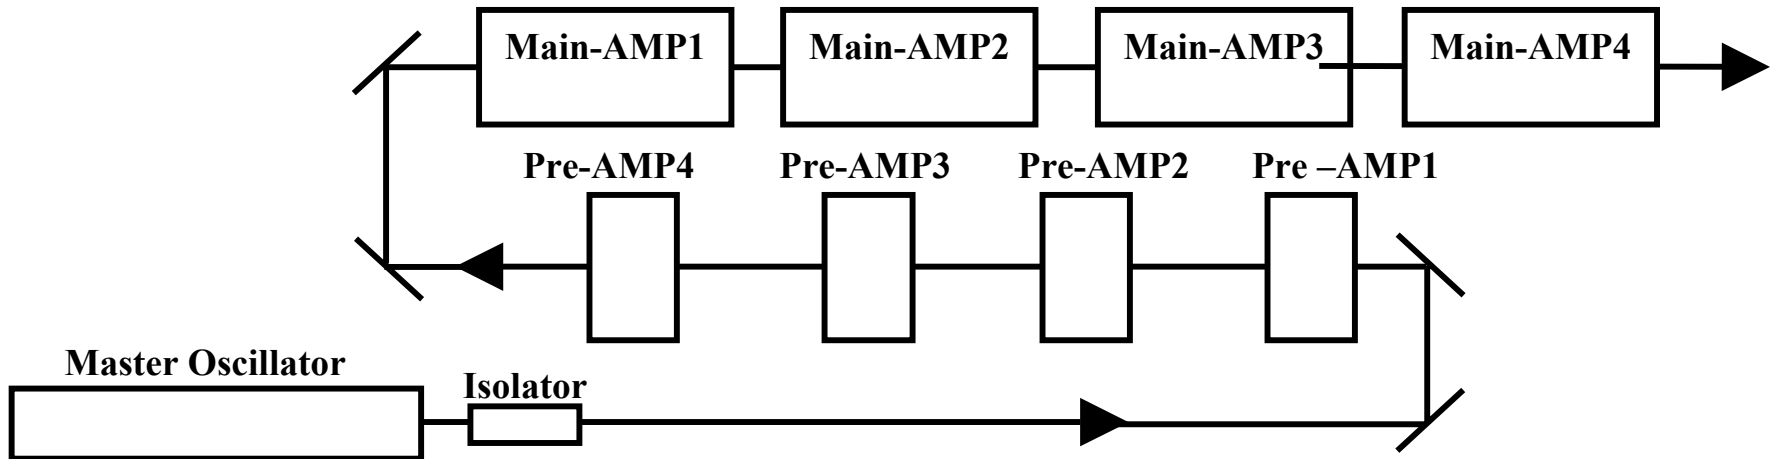 Main-AMP1
Main-AMP2
Main-AMP3
Main-AMP4
Pre-AMP4
Pre-AMP3
Pre-AMP2
Pre –AMP1
Master Oscillator
Isolator